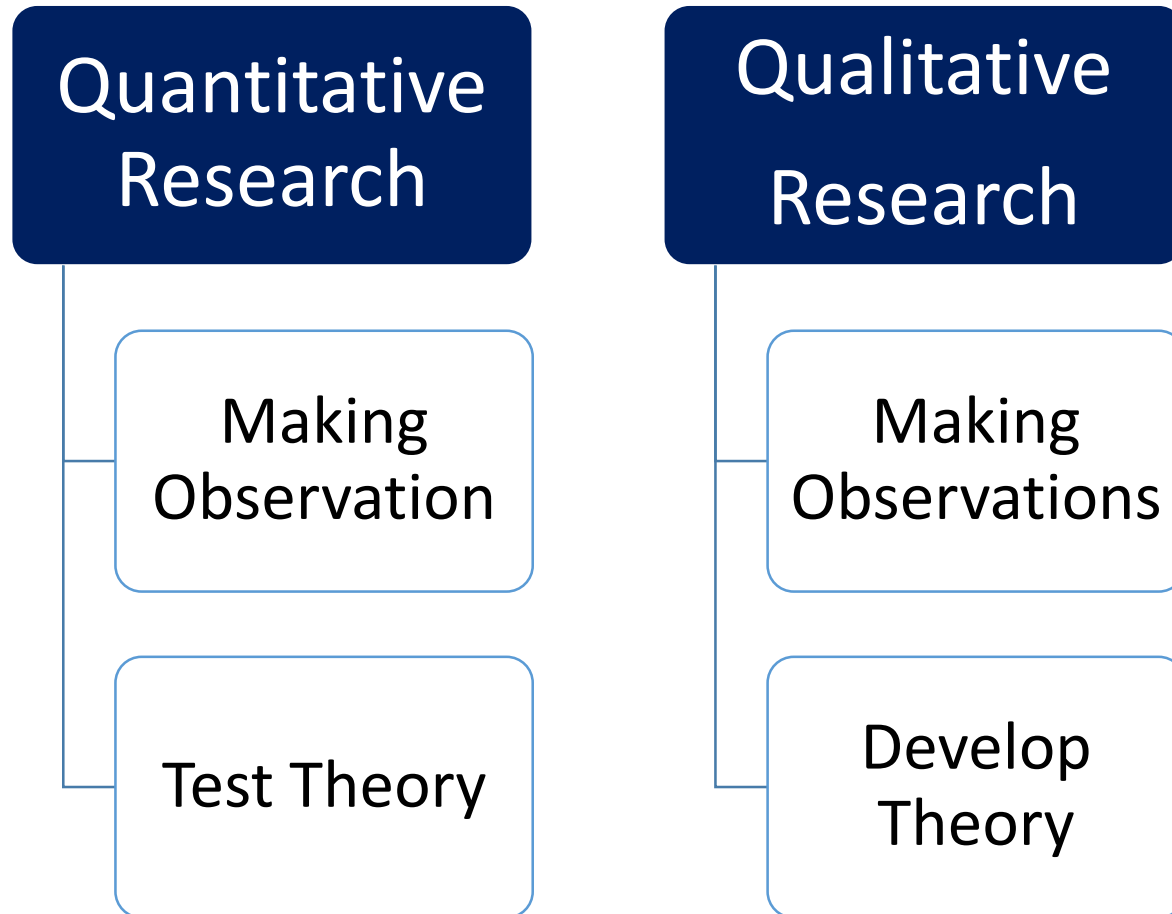 Quantitative
Research
Making
Observation
Test Theory
Qualitative
Research
Making
Observations
Develop
Theory